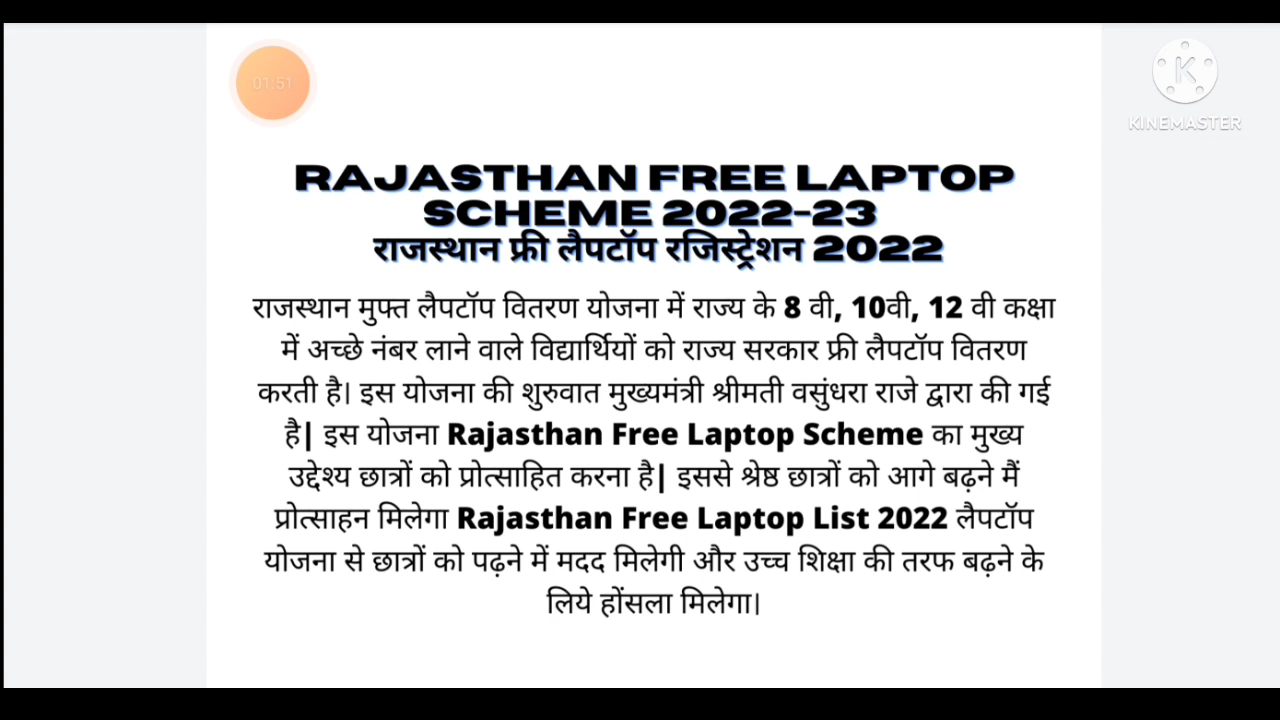 01:51
KINEMASTER
RAJASTHAN FREE LAPTOP
SCHEME 2022-23
राजस्थान फ्री लैपटॉप रजिस्ट्रेशन 2022
राजस्थान मुफ्त लैपटॉप वितरण योजना में राज्य के 8 वी, 10वी, 12 वी कक्षा
में अच्छे नंबर लाने वाले विद्यार्थियों को राज्य सरकार फ्री लैपटॉप वितरण
करती है। इस योजना की शुरुवात मुख्यमंत्री श्रीमती वसुंधरा राजे द्वारा की गई
है| इस योजना Rajasthan Free Laptop Scheme का मुख्य
उद्देश्य छात्रों को प्रोत्साहित करना है| इससे श्रेष्ठ छात्रों को आगे बढ़ने मैं
प्रोत्साहन मिलेगा Rajasthan Free Laptop List 2022 लैपटॉप
योजना से छात्रों को पढ़ने में मदद मिलेगी और उच्च शिक्षा की तरफ बढ़ने के
लिये होंसला मिलेगा।